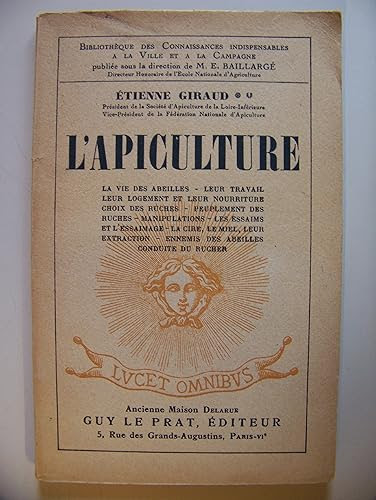 BIBLIOTHÈQUE DES CONNAISSANCES INDISPENSABLES
A LA VILLE ET A LA CAMPAGNE
publiée sous la direction de M. E. BAILLARGÉ
Directeur Honoraire de l'École Nationale d'Agriculture
ÉTIENNE GIRAUD
Président de la Société d'Apiculture de la Loire-Inférieure
Vice-Président de la Fédération Nationale d'Apiculture
L'APICULTURE
LA VIE DES ABEILLES - LEUR TRAVAIL
LEUR LOGEMENT ET LEUR NOURRITURE
CHOIX DES RUCHES - PEUPLEMENT DES
RUCHES - MANIPULATIONS - LES ESSAIMS
ET L'ESSAIMAGE - LA CIRE, LE MIEL, LEUR
EXTRACTION - ENNEMIS DES ABEILLES
CONDUITE DU RUCHER
LVCET OMNIBVS
Ancienne Maison DELARUE
GUY LE PRAT, ÉDITEUR
5, Rue des Grands-Augustins, PARIS-VIe